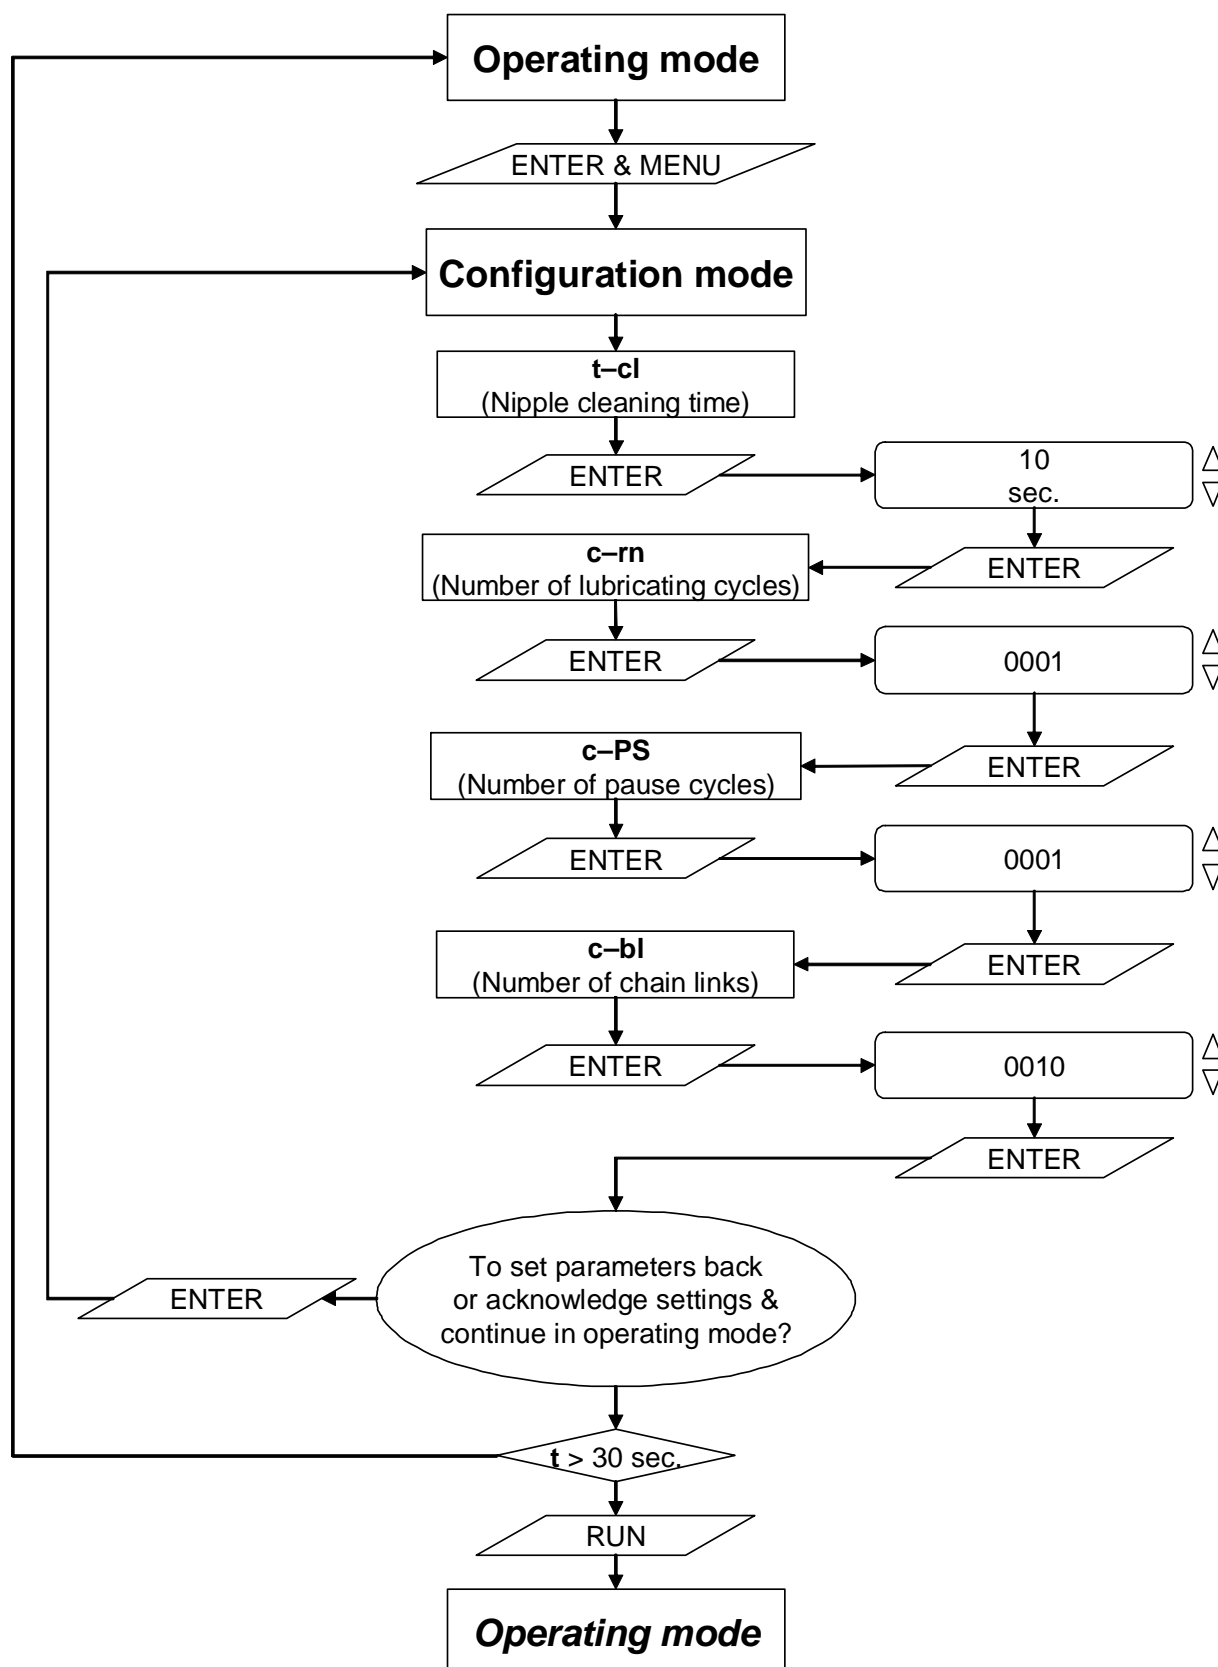 Operating mode
ENTER & MENU
Configuration mode
t–cl
(Nipple cleaning time)
ENTER
10
sec.
ENTER
c–rn
(Number of lubricating cycles)
ENTER
0001
ENTER
c–PS
(Number of pause cycles)
ENTER
0001
ENTER
c–bl
(Number of chain links)
ENTER
0010
ENTER
To set parameters back
or acknowledge settings &
continue in operating mode?
ENTER
t > 30 sec.
RUN
Operating mode